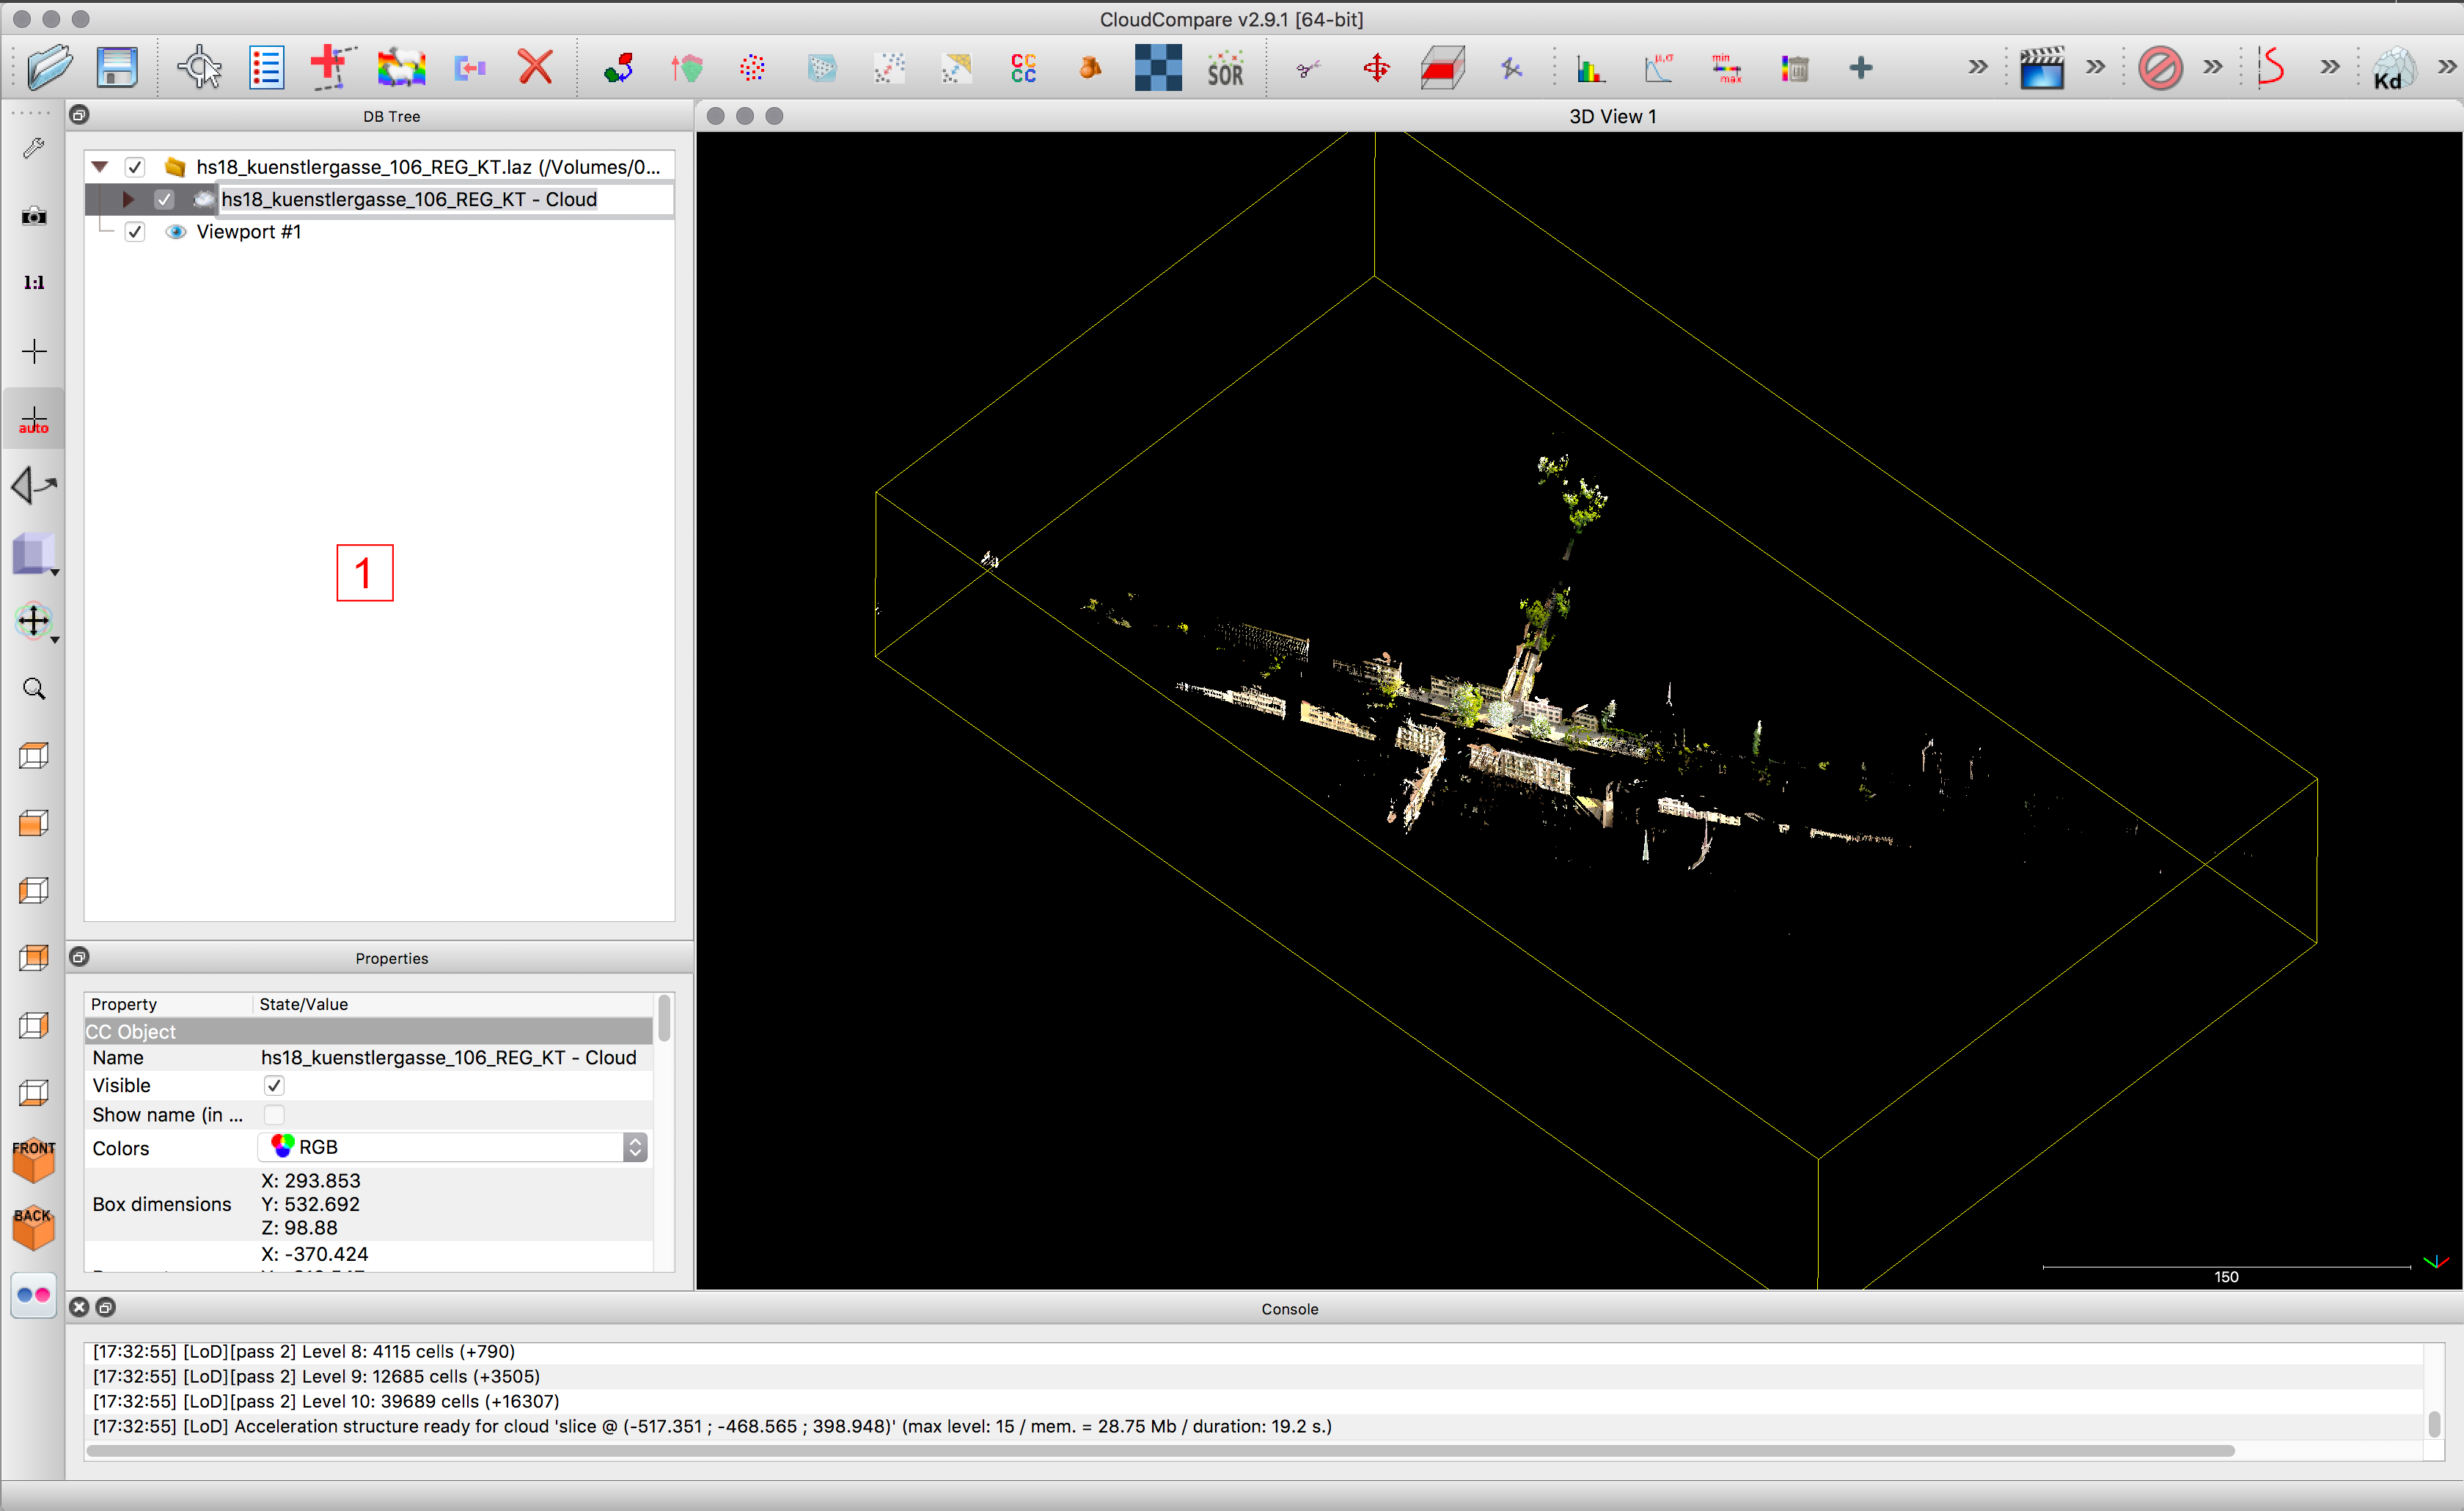 CloudCompare v2.9.1 [64-bit]
CC
CC
SOR
μ,σ
min
max
Kd
DB Tree
3D View 1
hs18_kuenstlergasse_106_REG_KT.laz (/Volumes/0...
hs18_kuenstlergasse_106_REG_KT - Cloud
Viewport #1
1:1
auto
1
FRONT
BACK
Properties
Property State/Value
CC Object
Name hs18_kuenstlergasse_106_REG_KT - Cloud
Visible
Show name (in ...
Colors RGB
Box dimensions
X: 293.853
Y: 532.692
Z: 98.88
X: -370.424
150
Console
[17:32:55] [LoD][pass 2] Level 8: 4115 cells (+790)
[17:32:55] [LoD][pass 2] Level 9: 12685 cells (+3505)
[17:32:55] [LoD][pass 2] Level 10: 39689 cells (+16307)
[17:32:55] [LoD] Acceleration structure ready for cloud 'slice @ (-517.351 ; -468.565 ; 398.948)' (max level: 15 / mem. = 28.75 Mb / duration: 19.2 s.)